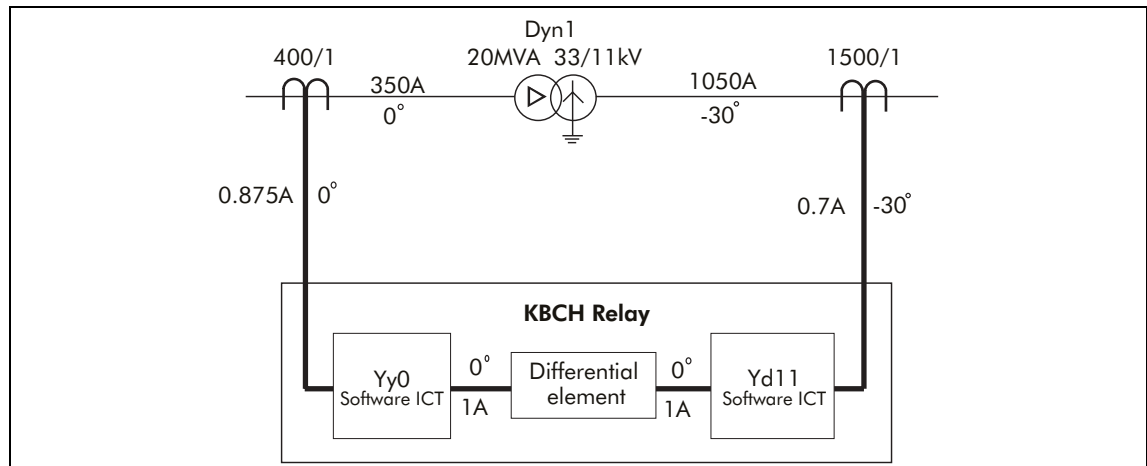 Dyn1
400/1
20MVA 33/11kV
1500/1
350A
0°
1050A
-30°
0.875A
0°
0.7A
-30°
KBCH Relay
Yy0
Software ICT
0°
1A
Differential
element
0°
1A
Yd11
Software ICT